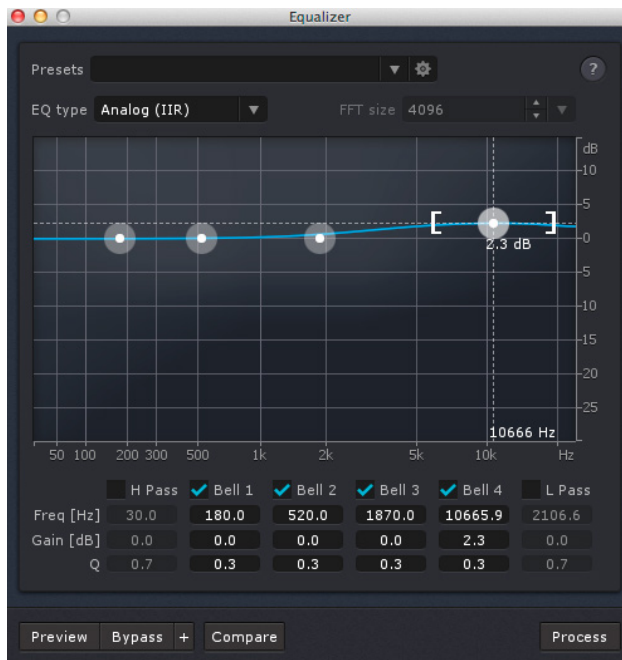 Equalizer
Presets
?
EQ type Analog (IIR) FFT size 4096
dB
10
5
2.3 dB
0
5
10
15
20
25
10666 Hz
50 100 200 300 500 1k 2k 5k 10k Hz
H Pass Bell 1 Bell 2 Bell 3 Bell 4 L Pass
Freq [Hz] 30.0 180.0 520.0 1870.0 10665.9 2106.6
Gain [dB] 0.0 0.0 0.0 0.0 2.3 0.0
Q 0.7 0.3 0.3 0.3 0.3 0.7
Preview Bypass + Compare Process